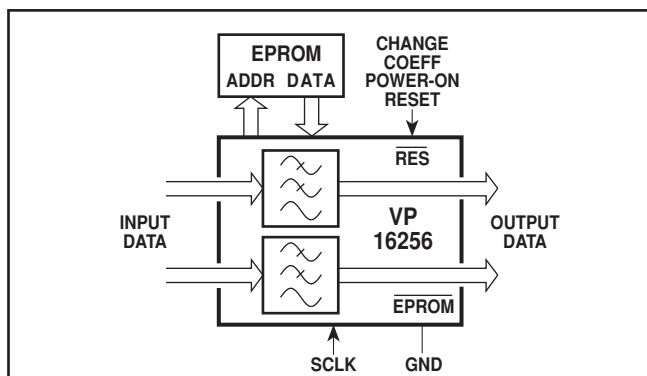 EPROM
ADDR DATA
CHANGE
COEFF
POWER-ON
RESET
RES
INPUT
DATA
VP
16256
OUTPUT
DATA
EPROM
SCLK
GND